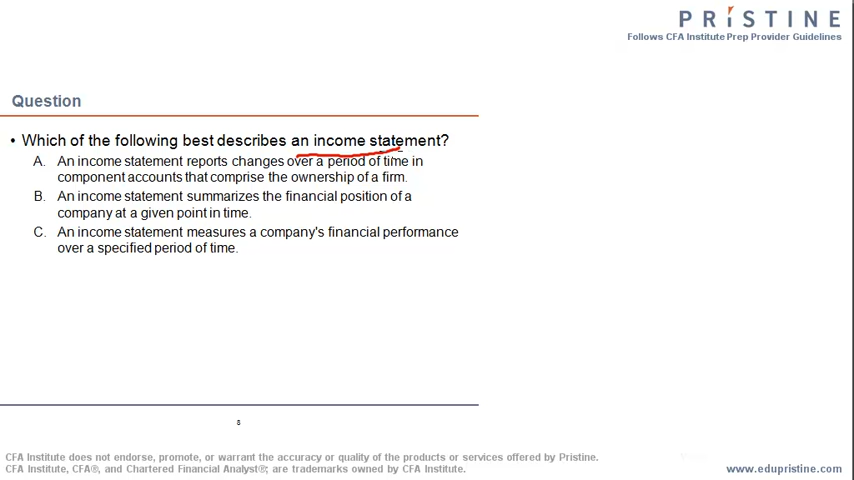 PRISTINE
Follows CFA Institute Prep Provider Guidelines
Question
• Which of the following best describes an income statement?
A. An income statement reports changes over a period of time in
component accounts that comprise the ownership of a firm.
B. An income statement summarizes the financial position of a
company at a given point in time.
C. An income statement measures a company's financial performance
over a specified period of time.
CFA Institute does not endorse, promote, or warrant the accuracy or quality of the products or services offered by Pristine.
CFA Institute, CFA®, and Chartered Financial Analyst®; are trademarks owned by CFA Institute.
www.edupristine.com